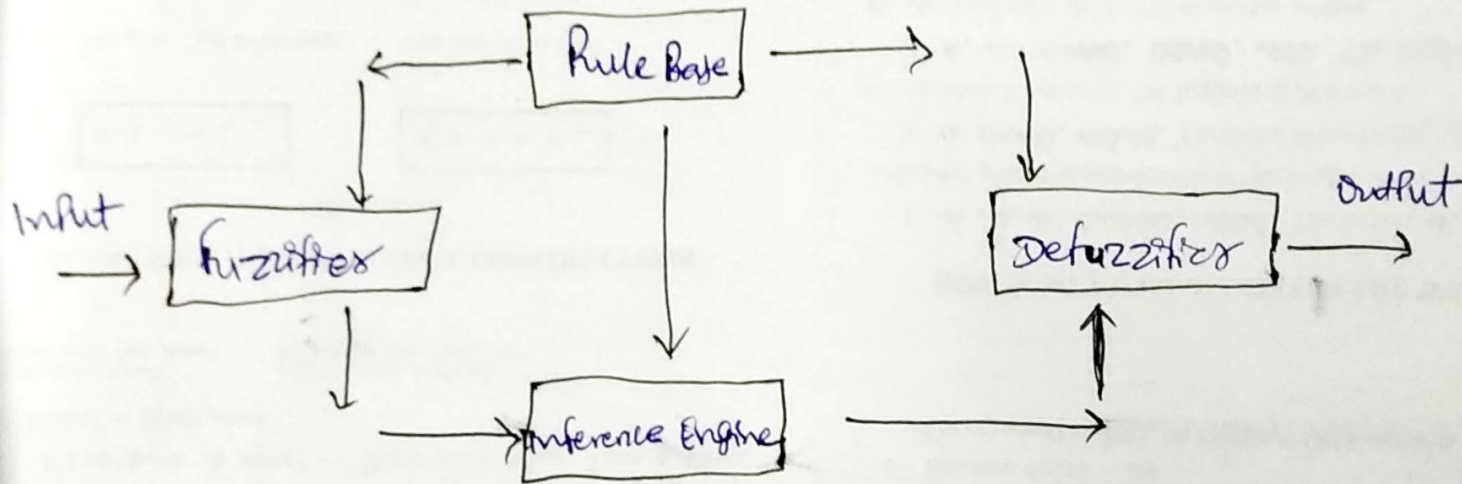 Rule Base
Input
Fuzzifier
Defuzzifier
Output
Inference Engine